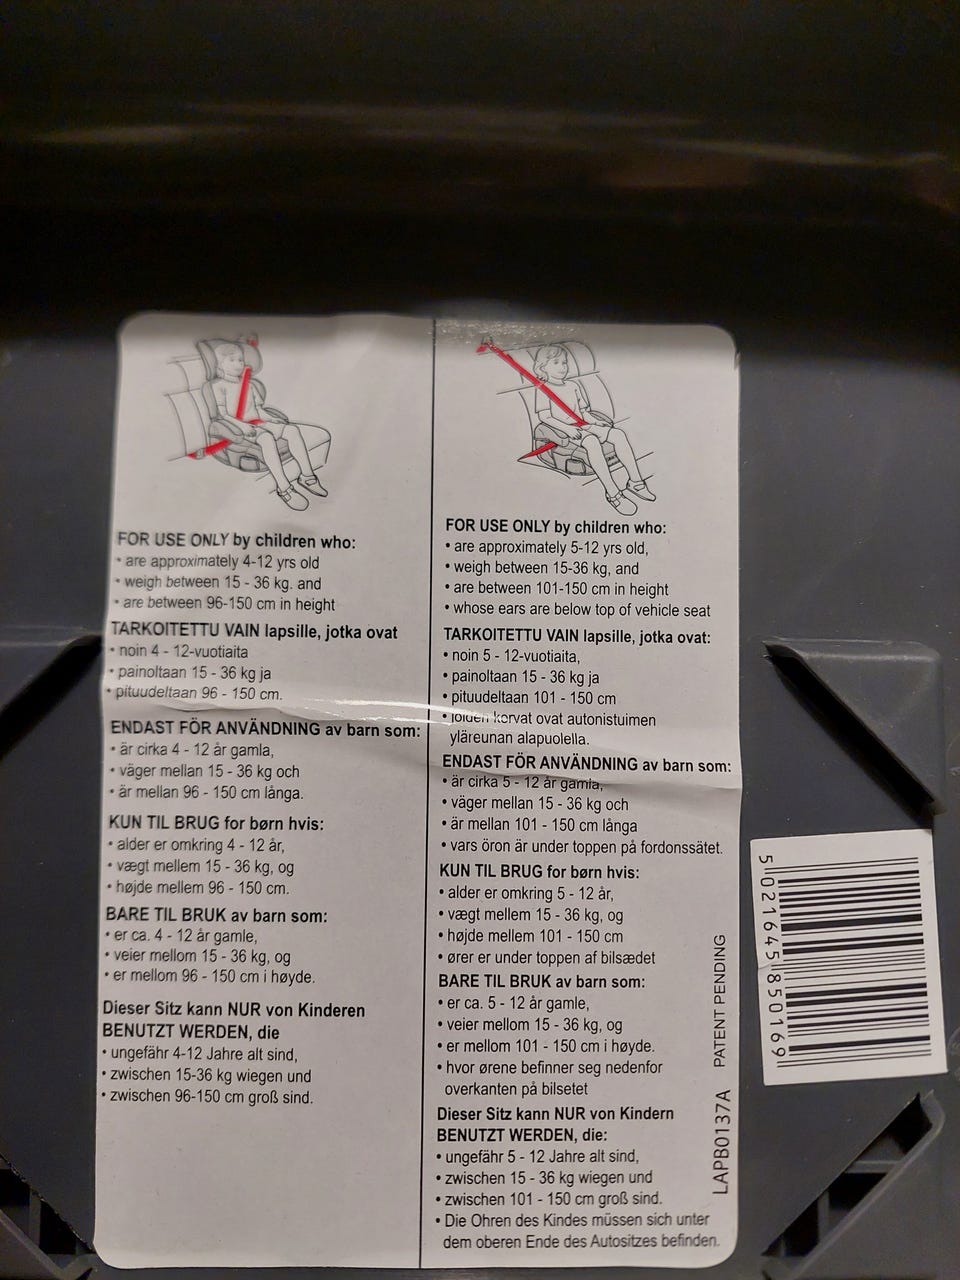 FOR USE ONLY by children who:
• are approximately 4-12 yrs old
• weigh between 15 - 36 kg. and
• are between 96-150 cm in height
TARKOITETTU VAIN lapsille, jotka ovat
• noin 4 - 12-vuotiaita
• painoltaan 15 - 36 kg ja
• pituudeltaan 96 - 150 cm.
ENDAST FÖR ANVÄNDNING av barn som:
• är cirka 4 - 12 år gamla,
• väger mellan 15 - 36 kg och
• är mellan 96 - 150 cm långa.
KUN TIL BRUG for børn hvis:
• alder er omkring 4 - 12 år,
• vægt mellem 15 - 36 kg, og
• højde mellem 96 - 150 cm.
BARE TIL BRUK av barn som:
• er ca. 4 - 12 år gamle,
• veier mellom 15 - 36 kg, og
• er mellom 96 - 150 cm i høyde.
Dieser Sitz kann NUR von Kinderen
BENUTZT WERDEN, die
• ungefähr 4-12 Jahre alt sind,
• zwischen 15-36 kg wiegen und
• zwischen 96-150 cm groß sind.
FOR USE ONLY by children who:
• are approximately 5-12 yrs old,
• weigh between 15-36 kg, and
• are between 101-150 cm in height
• whose ears are below top of vehicle seat
TARKOITETTU VAIN lapsille, jotka ovat:
• noin 5 - 12-vuotiaita,
• painoltaan 15 - 36 kg ja
• pituudeltaan 101 - 150 cm
• joiden korvat ovat autonistuimen
yläreunan alapuolella.
ENDAST FÖR ANVÄNDNING av barn som:
• är cirka 5 - 12 år gamla,
• väger mellan 15 - 36 kg och
• är mellan 101 - 150 cm långa
• vars öron är under toppen på fordonssätet.
KUN TIL BRUG for børn hvis:
• alder er omkring 5 - 12 år,
• vægt mellem 15 - 36 kg, og
• højde mellem 101 - 150 cm
• ører er under toppen af bilsædet
BARE TIL BRUK av barn som:
• er ca. 5 - 12 år gamle,
• veier mellom 15 - 36 kg, og
• er mellom 101 - 150 cm i høyde.
• hvor ørene befinner seg nedenfor
overkanten på bilsetet
Dieser Sitz kann NUR von Kindern
BENUTZT WERDEN, die:
• ungefähr 5 - 12 Jahre alt sind,
• zwischen 15 - 36 kg wiegen und
• zwischen 101 - 150 cm groß sind.
• Die Ohren des Kindes müssen sich unter
dem oberen Ende des Autositzes befinden.
LAPB0137A PATENT PENDING
5 021645 850169